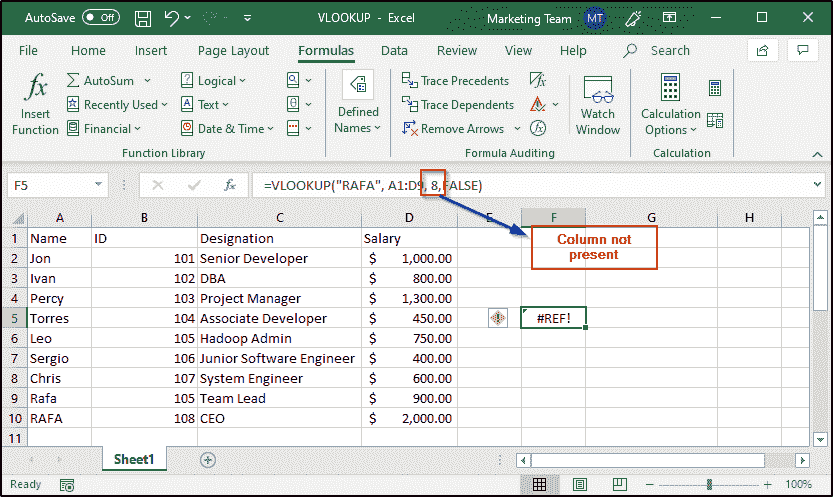 AutoSave Off VLOOKUP - Excel Marketing Team MT
File Home Insert Page Layout Formulas Data Review View Help Search
fx
Insert
Function
AutoSum
Recently Used
Financial
Logical
Text
Date & Time
Function Library
Defined
Names
Trace Precedents
Trace Dependents
Remove Arrows
fx
Formula Auditing
Watch
Window
Calculation
Options
Calculation
F5 fx =VLOOKUP("RAFA", A1:D9, 8,FALSE)
A B C D E F G H
1 Name ID Designation Salary
Column not
present
2 Jon 101 Senior Developer $ 1,000.00
3 Ivan 102 DBA $ 800.00
4 Percy 103 Project Manager $ 1,300.00
5 Torres 104 Associate Developer $ 450.00 #REF!
6 Leo 105 Hadoop Admin $ 750.00
7 Sergio 106 Junior Software Engineer $ 400.00
8 Chris 107 System Engineer $ 600.00
9 Rafa 105 Team Lead $ 900.00
10 RAFA 108 CEO $ 2,000.00
11
Sheet1
Ready 100%